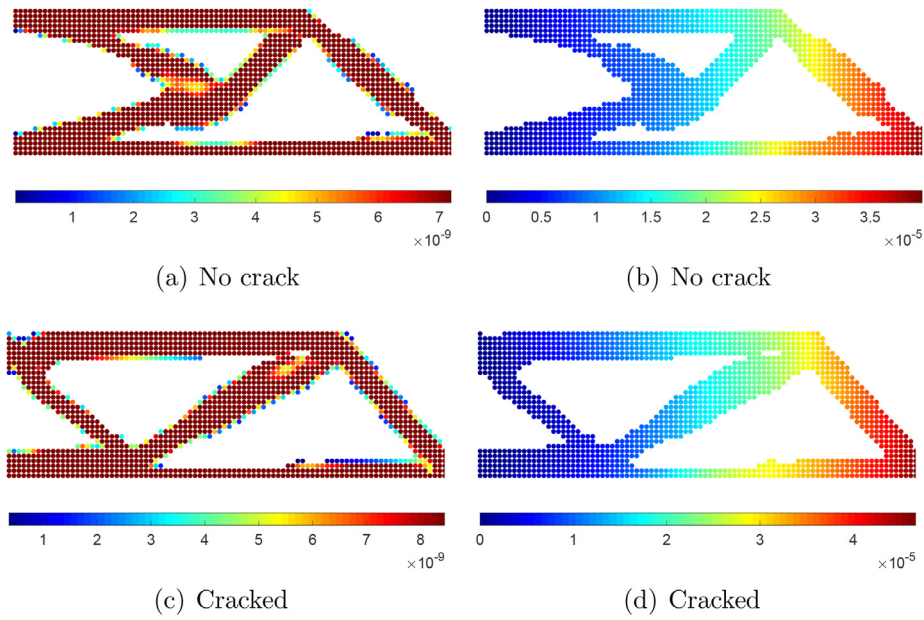 1 2 3 4 5 6 7
×10⁻⁹
0 0.5 1 1.5 2 2.5 3 3.5
×10⁻⁵
(a) No crack
(b) No crack
1 2 3 4 5 6 7 8
×10⁻⁹
0 1 2 3 4
×10⁻⁵
(c) Cracked
(d) Cracked